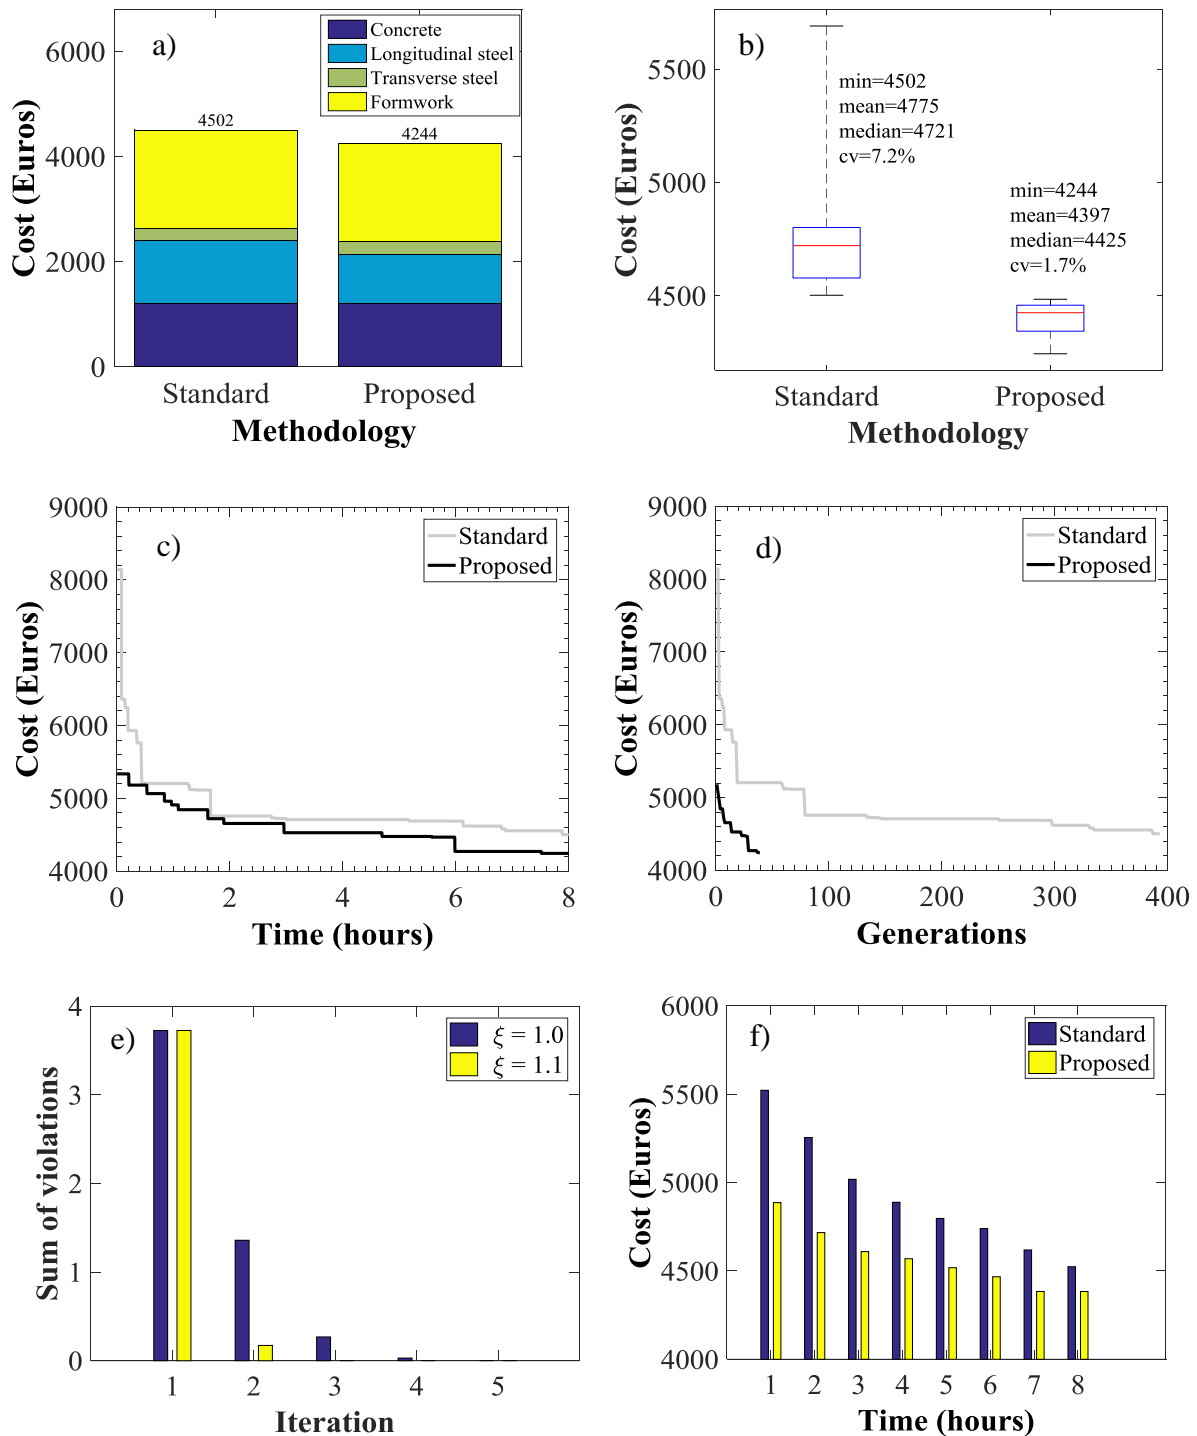 a)
Concrete
Longitudinal steel
Transverse steel
Formwork
6000
4000
2000
0
4502
4244
Cost (Euros)
Standard
Proposed
Methodology
b)
min=4502
mean=4775
median=4721
cv=7.2%
min=4244
mean=4397
median=4425
cv=1.7%
5500
5000
4500
Cost (Euros)
Standard
Proposed
Methodology
c)
Standard
Proposed
9000
8000
7000
6000
5000
4000
Cost (Euros)
0 2 4 6 8
Time (hours)
d)
Standard
Proposed
9000
8000
7000
6000
5000
4000
Cost (Euros)
0 100 200 300 400
Generations
e)
ξ = 1.0
ξ = 1.1
4
3
2
1
0
Sum of violations
1 2 3 4 5
Iteration
f)
Standard
Proposed
6000
5500
5000
4500
4000
Cost (Euros)
1 2 3 4 5 6 7 8
Time (hours)